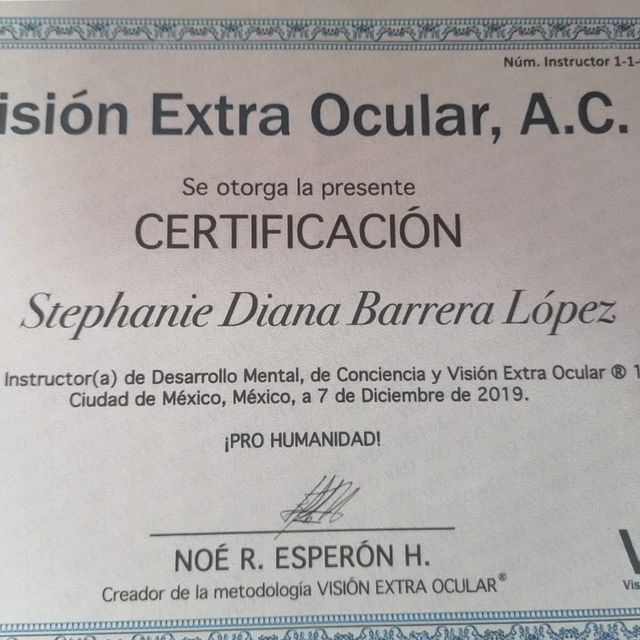 Núm. Instructor 1-1-
isión Extra Ocular, A.C.
Se otorga la presente
CERTIFICACIÓN
Stephanie Diana Barrera López
Instructor(a) de Desarrollo Mental, de Conciencia y Visión Extra Ocular ® 1
Ciudad de México, México, a 7 de Diciembre de 2019.
¡PRO HUMANIDAD!
NOÉ R. ESPERÓN H.
Creador de la metodología VISIÓN EXTRA OCULAR®
V
Vis